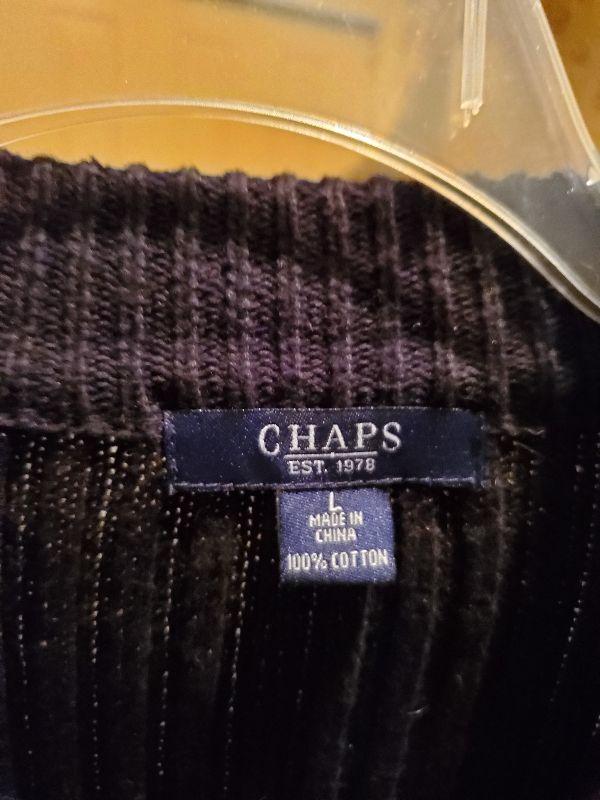 CHAPS
EST. 1978
L
MADE IN
CHINA
100% COTTON